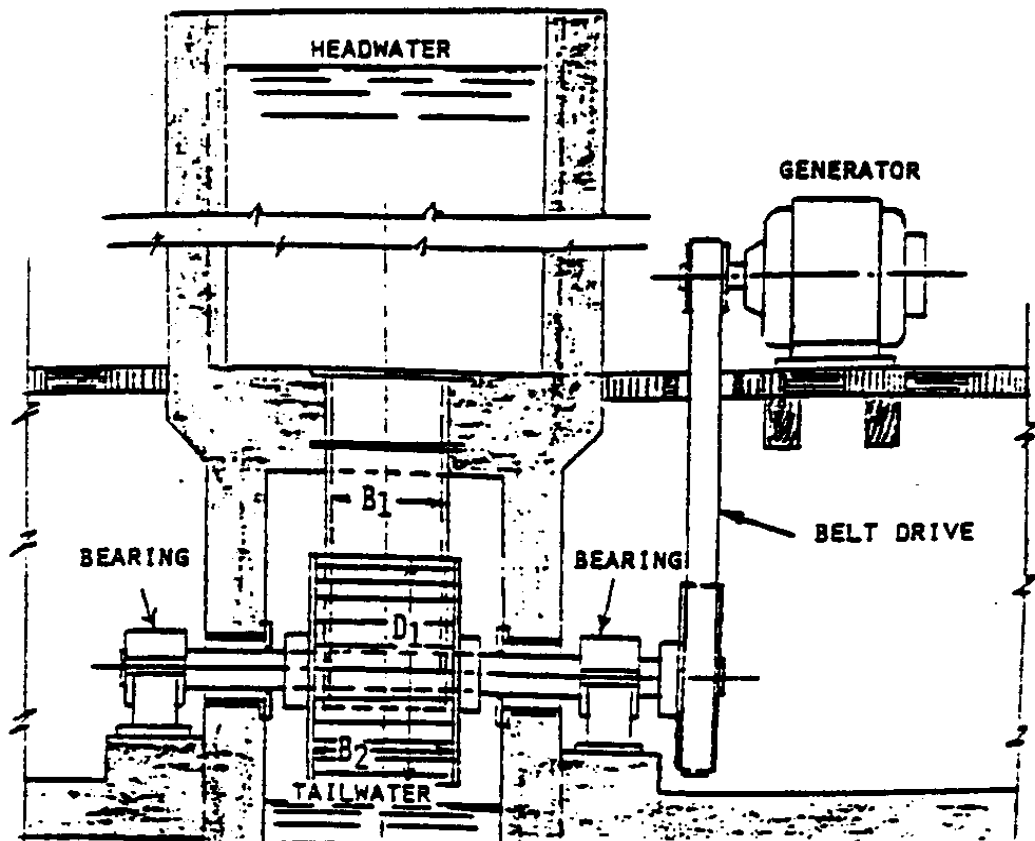 HEADWATER
GENERATOR
B1
BELT DRIVE
BEARING
BEARING
D1
B2
TAILWATER